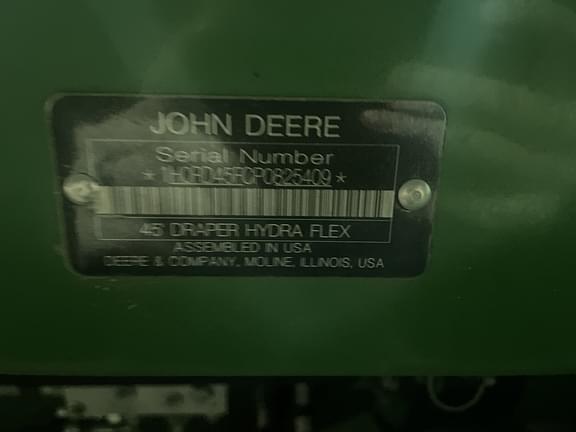 JOHN DEERE
Serial Number
*1H0RD45FCP0825409*
45' DRAPER HYDRA FLEX
ASSEMBLED IN USA
DEERE & COMPANY, MOLINE, ILLINOIS, USA